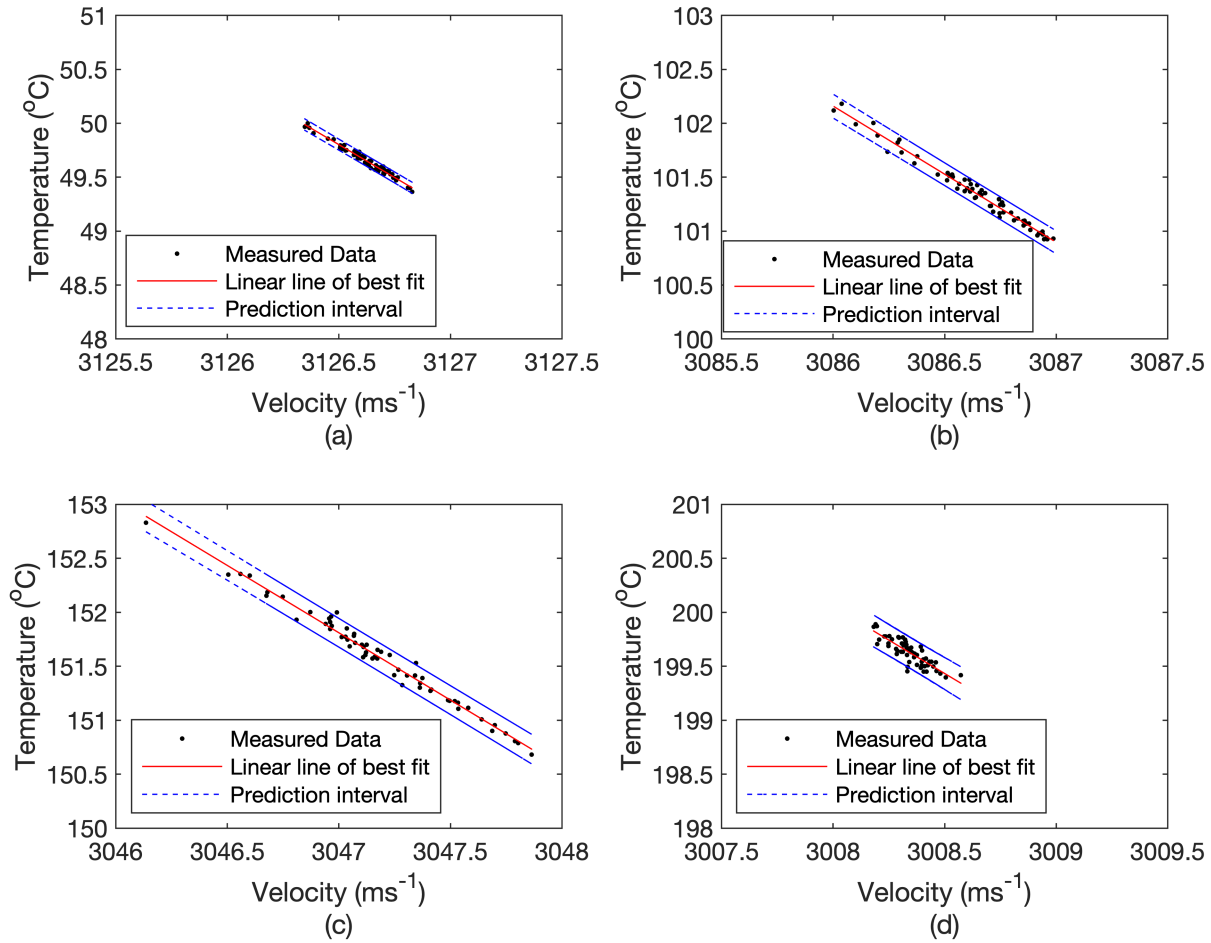 51
50.5
50
49.5
49
48.5
48
Temperature (°C)
Measured Data
Linear line of best fit
Prediction interval
3125.5 3126 3126.5 3127 3127.5
Velocity (ms⁻¹)
(a)
103
102.5
102
101.5
101
100.5
100
Temperature (°C)
Measured Data
Linear line of best fit
Prediction interval
3085.5 3086 3086.5 3087 3087.5
Velocity (ms⁻¹)
(b)
153
152.5
152
151.5
151
150.5
150
Temperature (°C)
Measured Data
Linear line of best fit
Prediction interval
3046 3046.5 3047 3047.5 3048
Velocity (ms⁻¹)
(c)
201
200.5
200
199.5
199
198.5
198
Temperature (°C)
Measured Data
Linear line of best fit
Prediction interval
3007.5 3008 3008.5 3009 3009.5
Velocity (ms⁻¹)
(d)